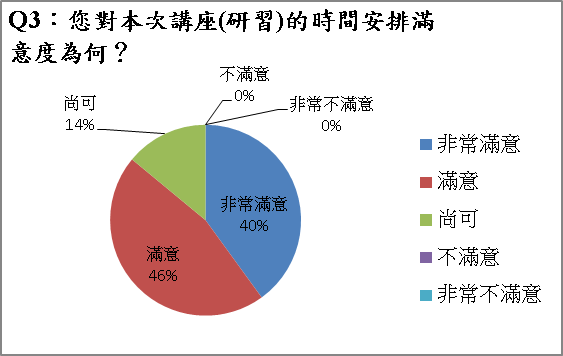 Q3：您對本次講座(研習)的時間安排滿
意度為何？
不滿意
0%
非常不滿意
0%
尚可
14%
非常滿意
40%
滿意
46%
非常滿意
滿意
尚可
不滿意
非常不滿意